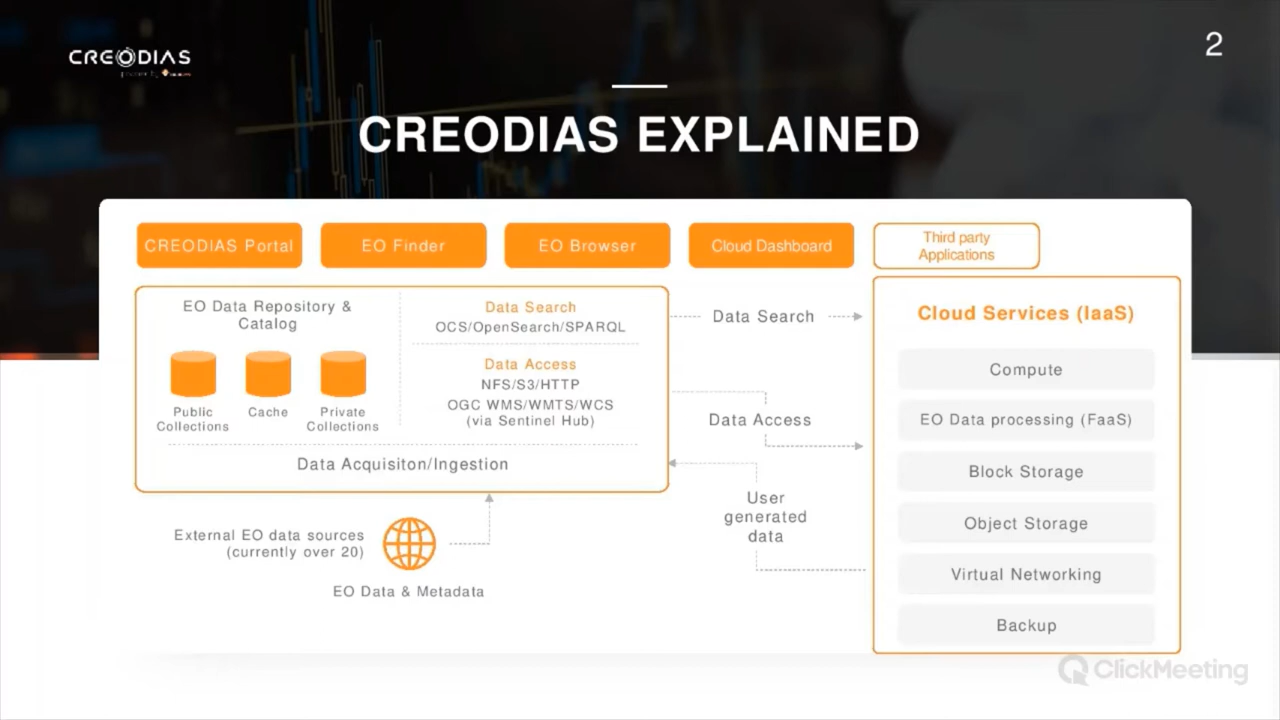 CREODIAS
2
CREODIAS EXPLAINED
CREODIAS Portal
EO Finder
EO Browser
Cloud Dashboard
Third party
Applications
EO Data Repository &
Catalog
Public
Collections
Cache
Private
Collections
Data Search
OCS/OpenSearch/SPARQL
Data Access
NFS/S3/HTTP
OGC WMS/WMTS/WCS
(via Sentinel Hub)
Data Acquisiton/Ingestion
External EO data sources
(currently over 20)
EO Data & Metadata
Data Search
Data Access
User
generated
data
Cloud Services (IaaS)
Compute
EO Data processing (FaaS)
Block Storage
Object Storage
Virtual Networking
Backup
ClickMeeting